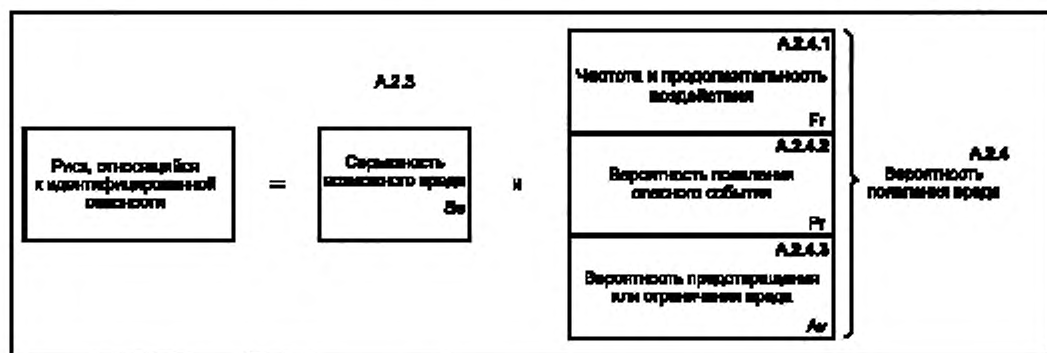 А.2.3
Риск, относящийся
к идентифицированной
опасности
=
Серьезность
возможного вреда
Se
и
А.2.4.1
Частота и продолжительность
воздействия
Fr
А.2.4.2
Вероятность появления
опасного события
Pr
А.2.4.3
Вероятность предотвращения
или ограничения вреда
Av
А.2.4
Вероятность
появления вреда